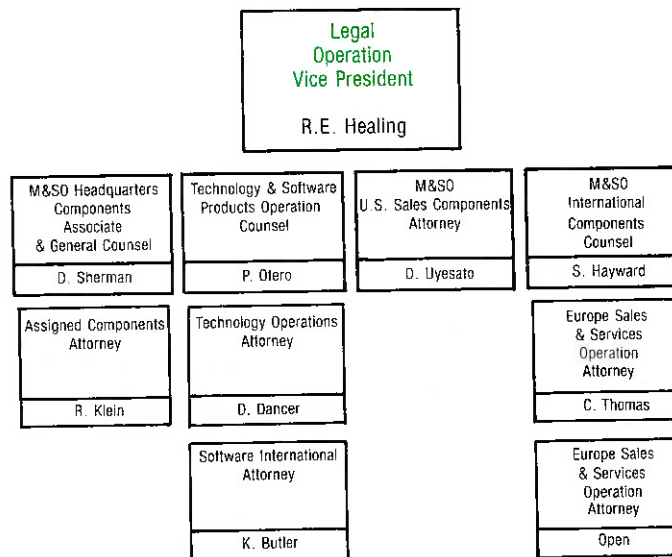 Legal
Operation
Vice President
R.E. Healing
M&SO Headquarters
Components
Associate
& General Counsel
D. Sherman
Technology & Software
Products Operation
Counsel
P. Otero
M&SO
U.S. Sales Components
Attorney
D. Uyesato
M&SO
International
Components
Counsel
S. Hayward
Assigned Components
Attorney
R. Klein
Technology Operations
Attorney
D. Dancer
Europe Sales
& Services
Operation
Attorney
C. Thomas
Software International
Attorney
K. Butler
Europe Sales
& Services
Operation
Attorney
Open